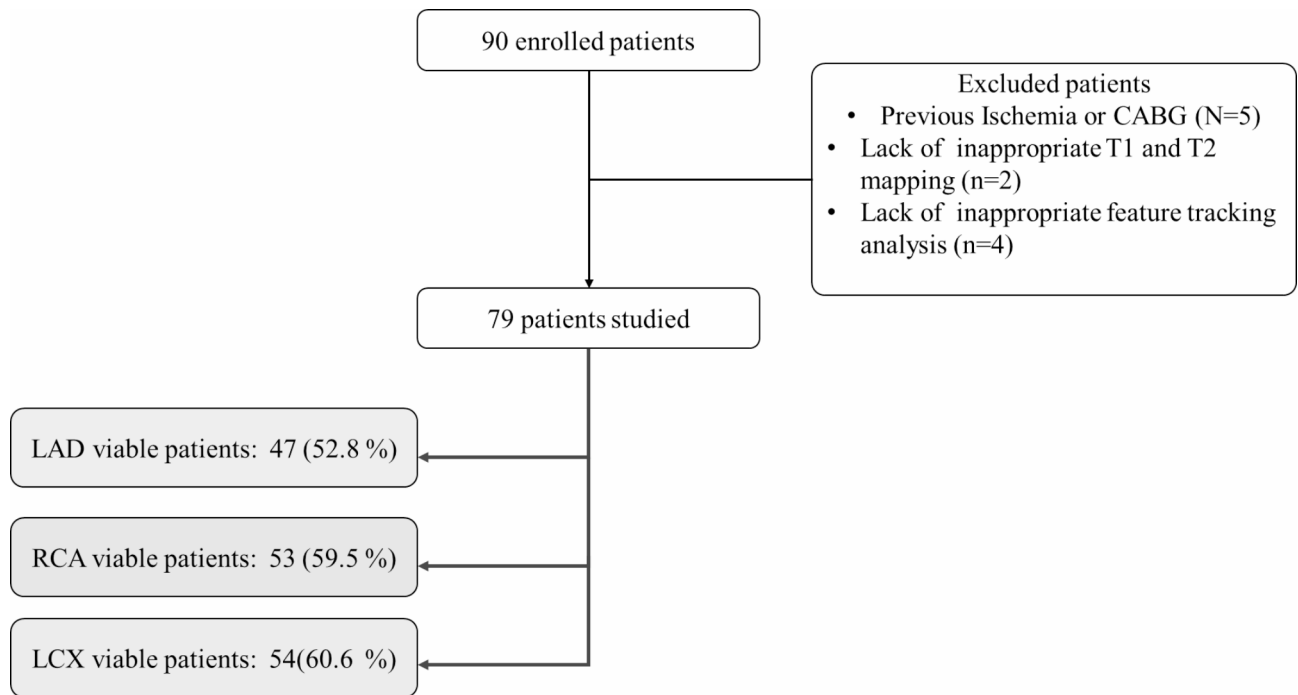 90 enrolled patients
Excluded patients
• Previous Ischemia or CABG (N=5)
• Lack of inappropriate T1 and T2
mapping (n=2)
• Lack of inappropriate feature tracking
analysis (n=4)
79 patients studied
LAD viable patients: 47 (52.8 %)
RCA viable patients: 53 (59.5 %)
LCX viable patients: 54(60.6 %)